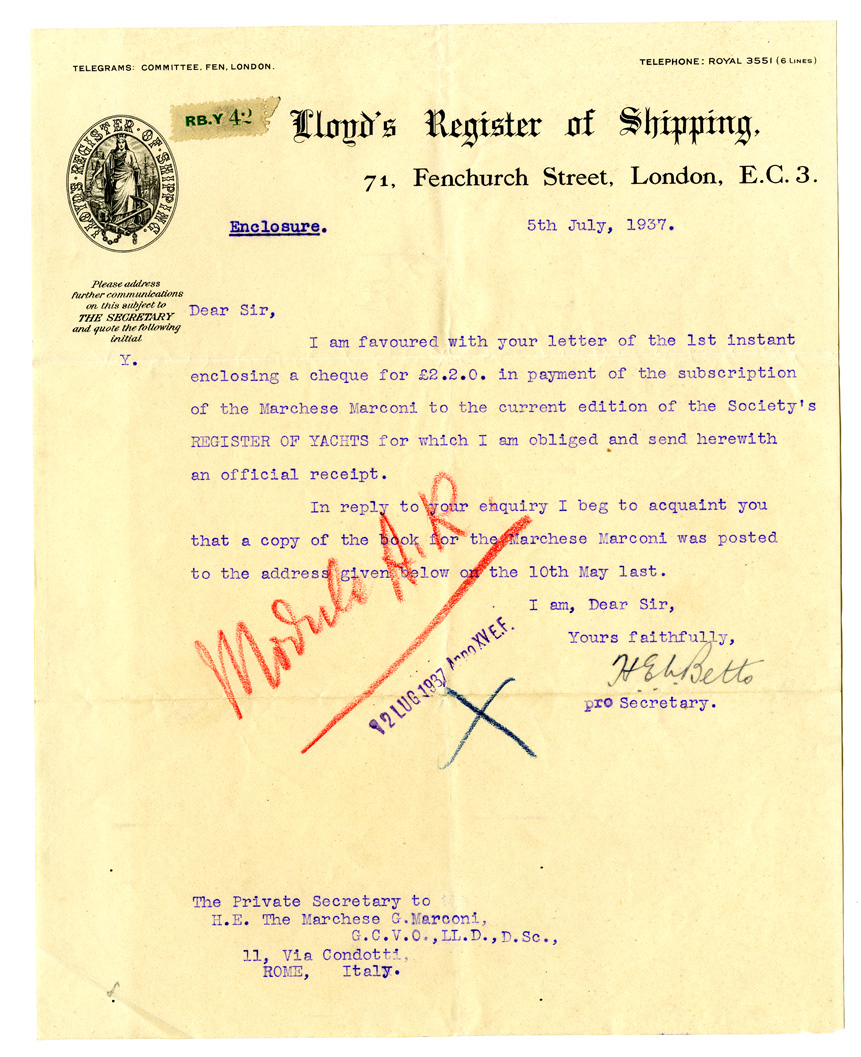 TELEGRAMS: COMMITTEE, FEN, LONDON.
TELEPHONE: ROYAL 3551 (6 LINES)
LLOYD'S · REGISTER · OF · SHIPPING.
RB.Y 42
Lloyd's Register of Shipping,
71, Fenchurch Street, London, E.C. 3.
Enclosure.
5th July, 1937.
Please address
further communications
on this subject to
THE SECRETARY
and quote the following
initial
Y.
Dear Sir,
I am favoured with your letter of the 1st instant
enclosing a cheque for £2.2.0. in payment of the subscription
of the Marchese Marconi to the current edition of the Society's
REGISTER OF YACHTS for which I am obliged and send herewith
an official receipt.
In reply to your enquiry I beg to acquaint you
that a copy of the book for the Marchese Marconi was posted
to the address given below on the 10th May last.
I am, Dear Sir,
Yours faithfully,
Betts
pro Secretary.
Modulo A.R.
12 LUG 1937 Anno XV E.F.
The Private Secretary to
H.E. The Marchese G.Marconi,
G.C.V.O.,LL.D.,D.Sc.,
11, Via Condotti,
ROME, Italy.